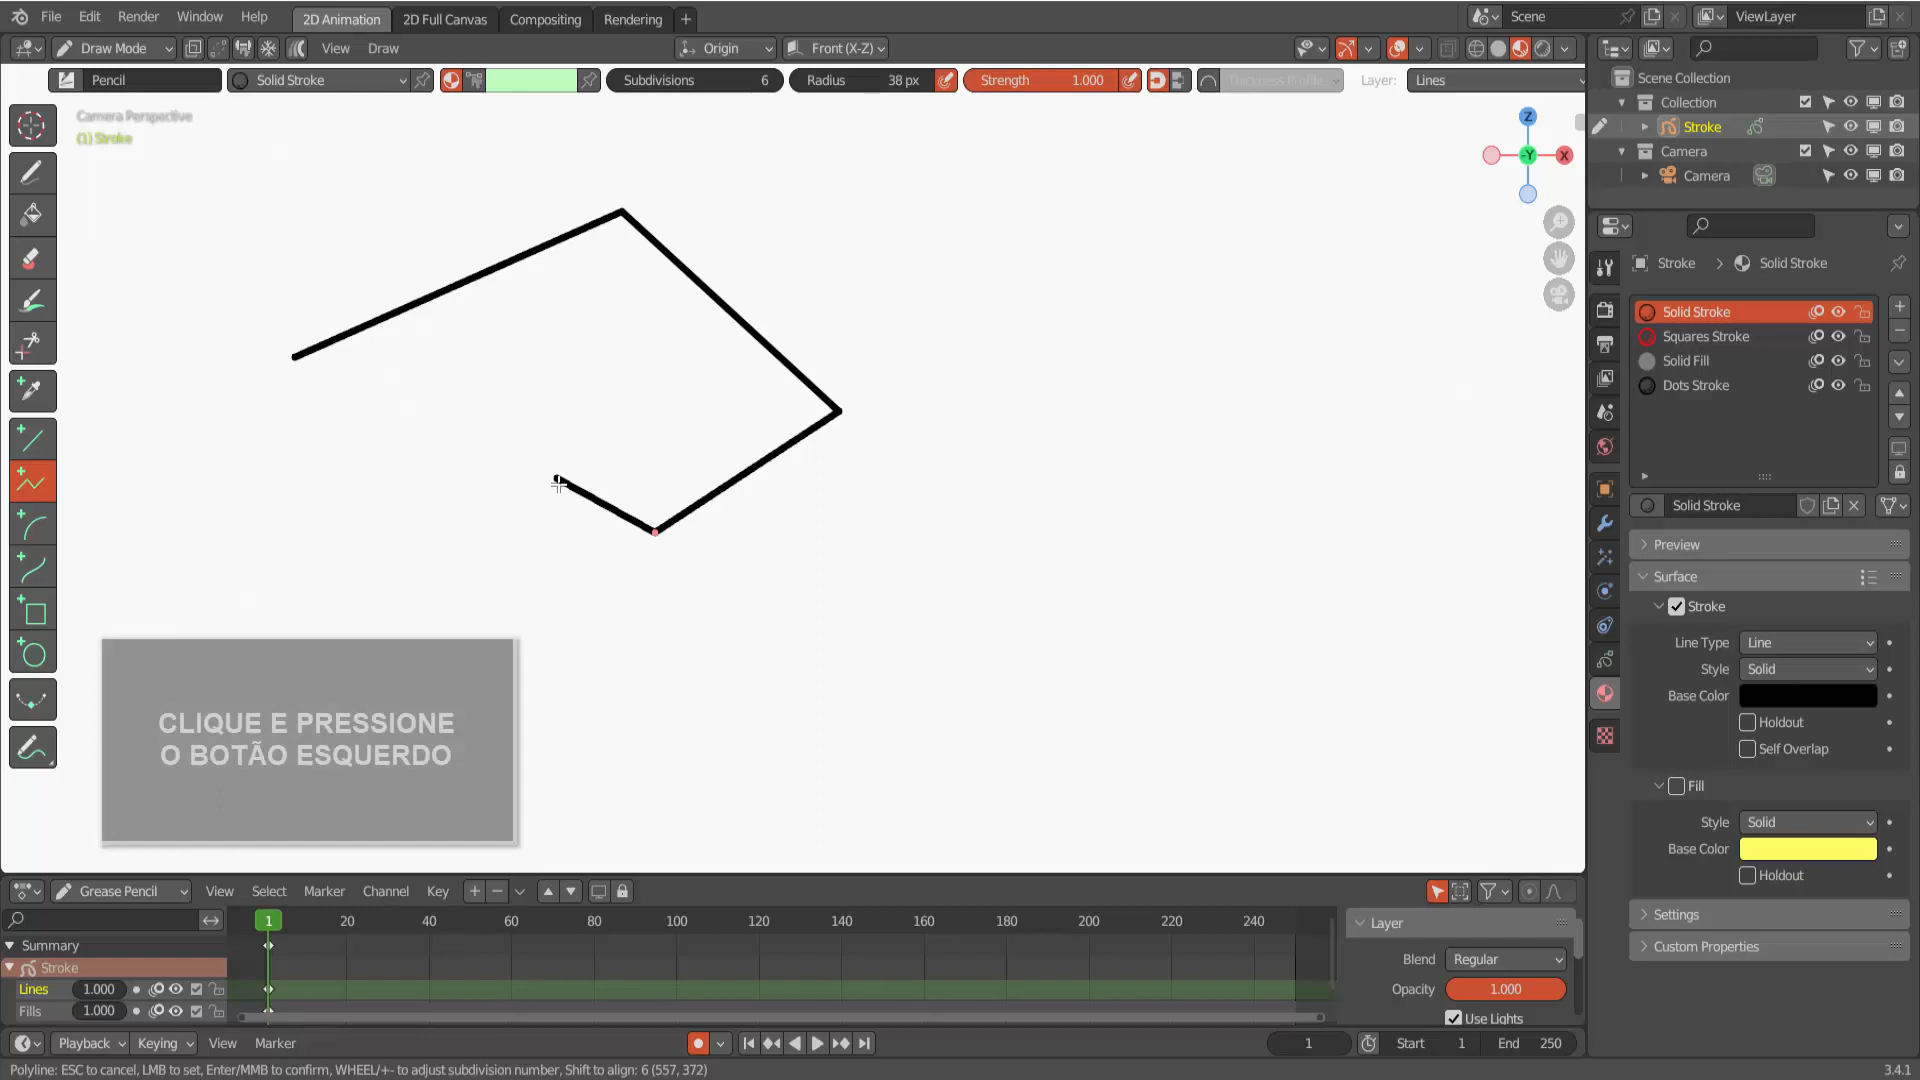 File Edit Render Window Help 2D Animation 2D Full Canvas Compositing Rendering + Scene ViewLayer
Draw Mode View Draw Origin Front (X-Z)
Pencil Solid Stroke Subdivisions 6 Radius 38 px Strength 1.000 Thickness Profile Layer: Lines
Camera Perspective
(1) Stroke
Z
-Y X
Scene Collection
Collection
Stroke
Camera
Camera
Stroke > Solid Stroke
Solid Stroke
Squares Stroke
Solid Fill
Dots Stroke
Solid Stroke
Preview
Surface
Stroke
Line Type Line
Style Solid
Base Color
Holdout
Self Overlap
Fill
Style Solid
Base Color
Holdout
Settings
Custom Properties
CLIQUE E PRESSIONE
O BOTÃO ESQUERDO
Grease Pencil View Select Marker Channel Key
1 20 40 60 80 100 120 140 160 180 200 220 240
Summary
Stroke
Lines 1.000
Fills 1.000
Layer
Blend Regular
Opacity 1.000
Use Lights
Playback Keying View Marker 1 Start 1 End 250
Polyline: ESC to cancel, LMB to set, Enter/MMB to confirm, WHEEL/+- to adjust subdivision number, Shift to align: 6 (557, 372) 3.4.1